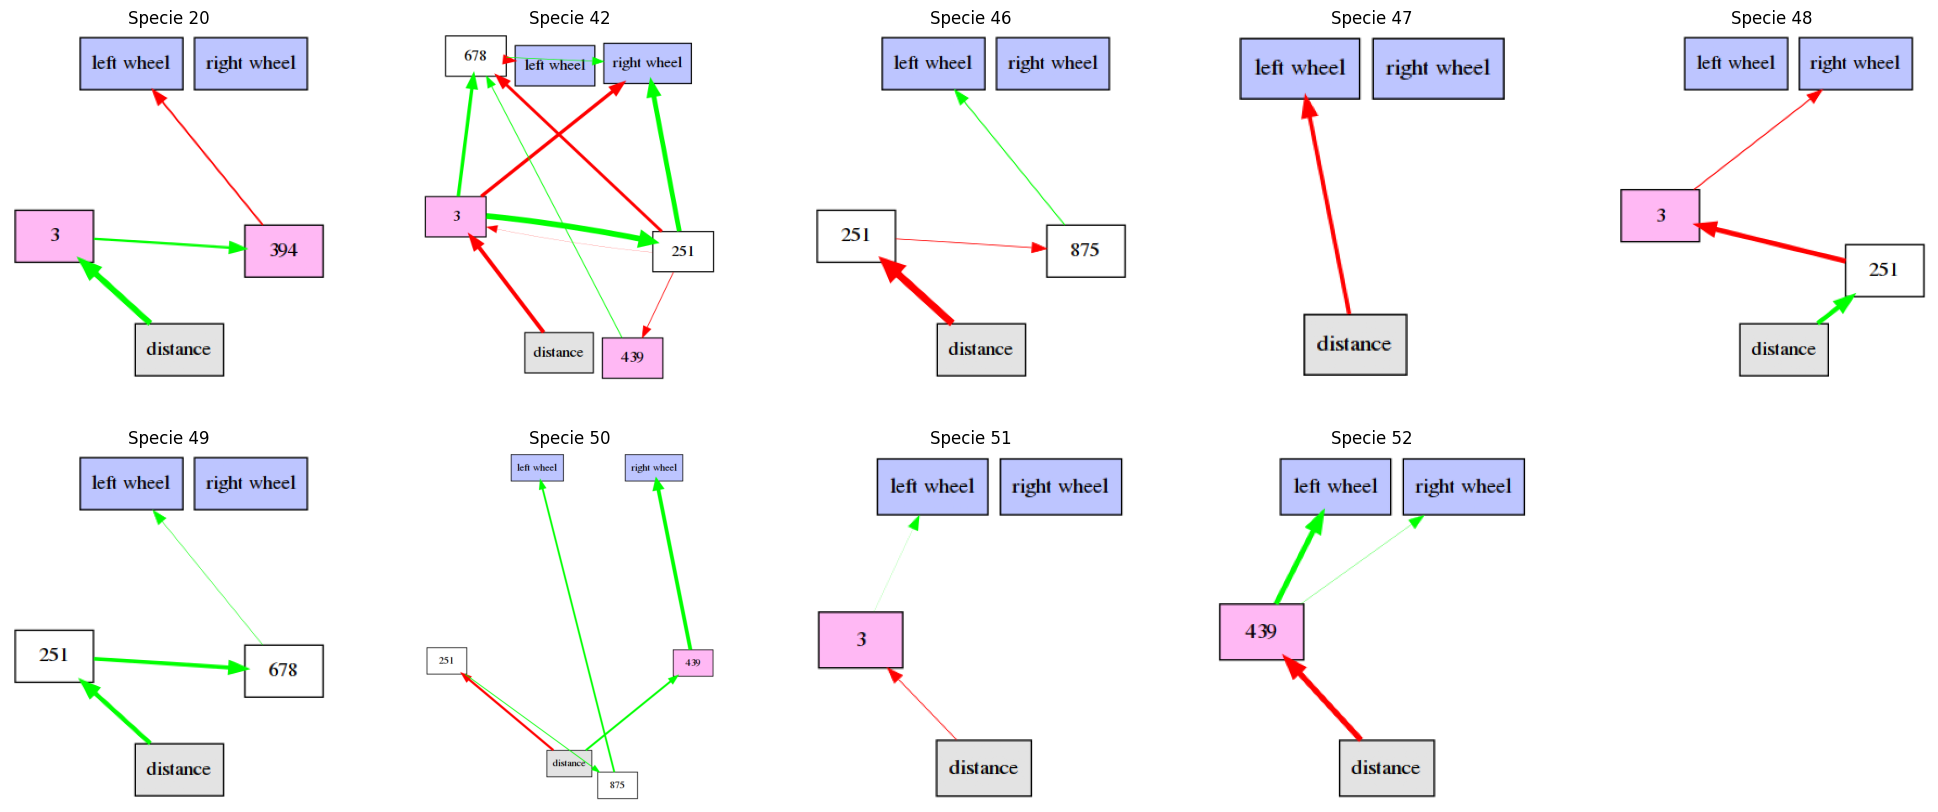 Specie 20
left wheel
right wheel
3
394
distance
Specie 42
678
left wheel
right wheel
3
251
distance
439
Specie 46
left wheel
right wheel
251
875
distance
Specie 47
left wheel
right wheel
distance
Specie 48
left wheel
right wheel
3
251
distance
Specie 49
left wheel
right wheel
251
678
distance
Specie 50
left wheel
right wheel
251
439
distance
875
Specie 51
left wheel
right wheel
3
distance
Specie 52
left wheel
right wheel
439
distance